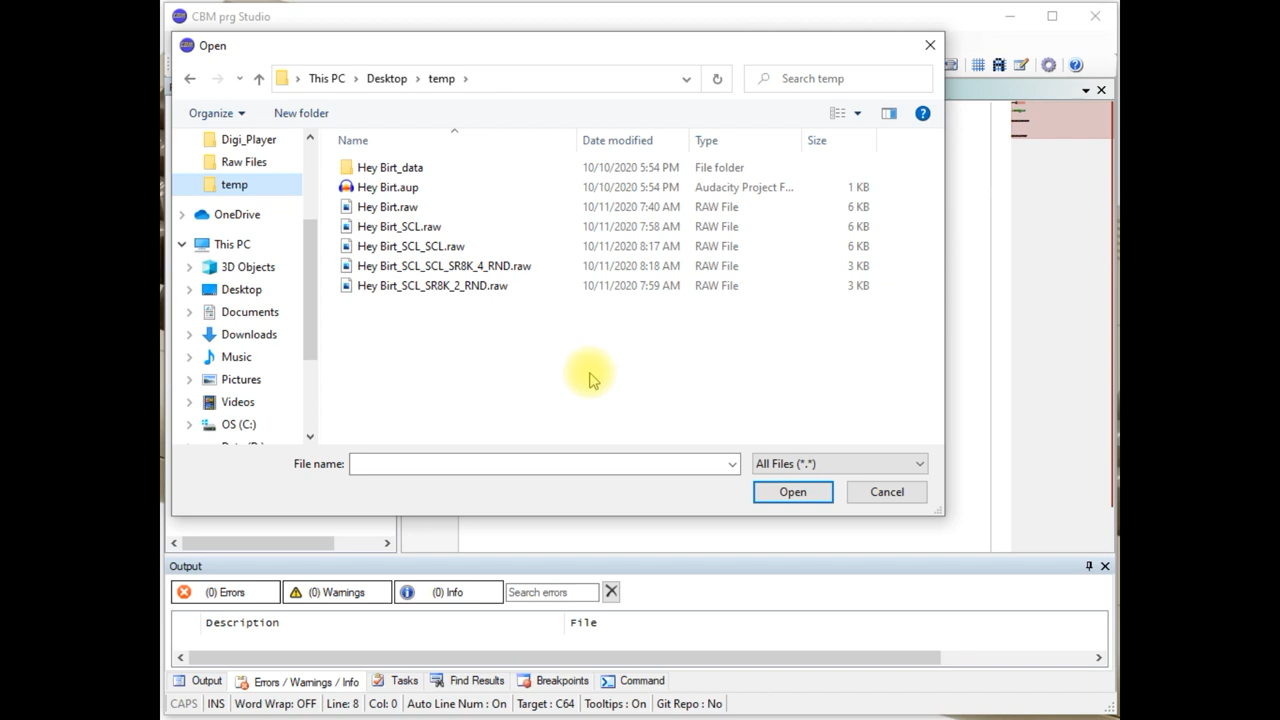 CBM prg Studio
Open
This PC > Desktop > temp >
Search temp
Organize
New folder
Name Date modified Type Size
Digi_Player
Raw Files
temp
OneDrive
This PC
3D Objects
Desktop
Documents
Downloads
Music
Pictures
Videos
OS (C:)
Hey Birt_data 10/10/2020 5:54 PM File folder
Hey Birt.aup 10/10/2020 5:54 PM Audacity Project F... 1 KB
Hey Birt.raw 10/11/2020 7:40 AM RAW File 6 KB
Hey Birt_SCL.raw 10/11/2020 7:58 AM RAW File 6 KB
Hey Birt_SCL_SCL.raw 10/11/2020 8:17 AM RAW File 6 KB
Hey Birt_SCL_SCL_SR8K_4_RND.raw 10/11/2020 8:18 AM RAW File 3 KB
Hey Birt_SCL_SR8K_2_RND.raw 10/11/2020 7:59 AM RAW File 3 KB
File name:
All Files (*.*)
Open
Cancel
Output
(0) Errors
(0) Warnings
(0) Info
Search errors
Description File
Output
Errors / Warnings / Info
Tasks
Find Results
Breakpoints
Command
CAPS INS Word Wrap: OFF Line: 8 Col: 0 Auto Line Num : On Target : C64 Tooltips : On Git Repo : No